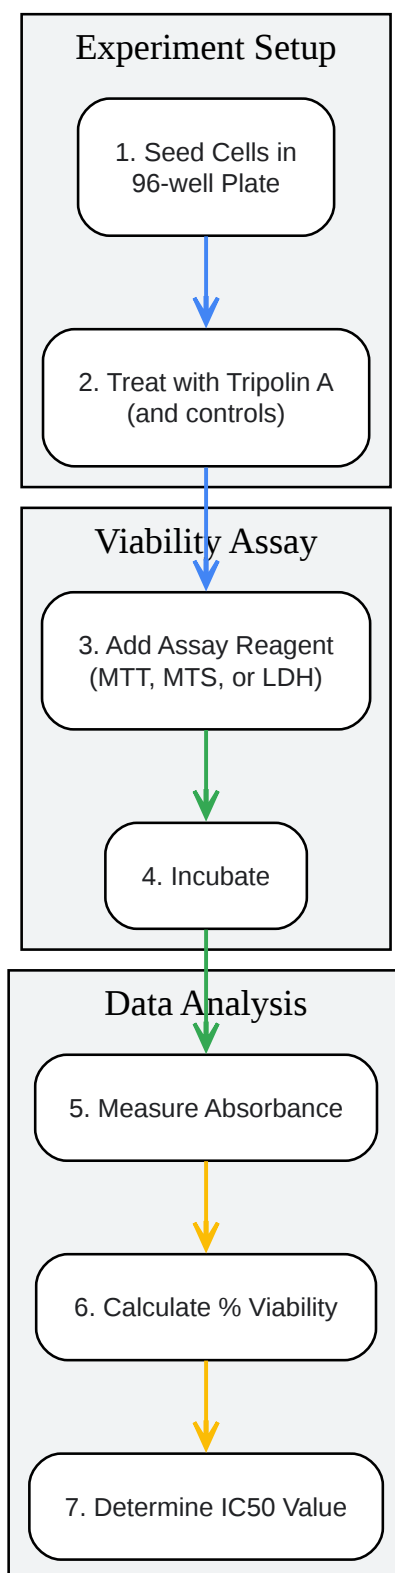 Experiment Setup
1. Seed Cells in
96-well Plate
2. Treat with Tripolin A
(and controls)
Viability Assay
3. Add Assay Reagent
(MTT, MTS, or LDH)
4. Incubate
Data Analysis
5. Measure Absorbance
6. Calculate % Viability
7. Determine IC50 Value